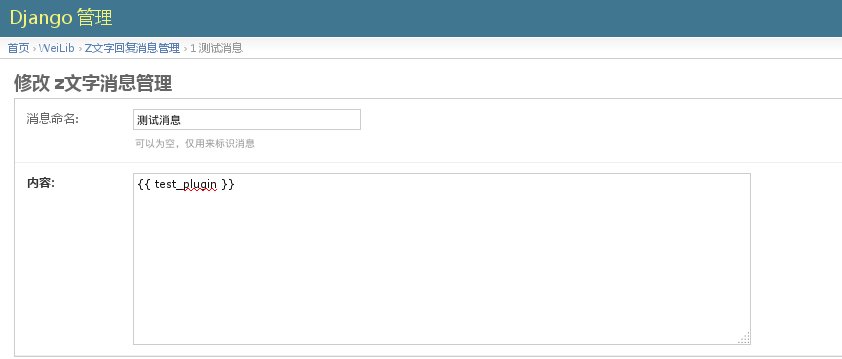 Django 管理
首页 › WeiLib › Z文字回复消息管理 › 1 测试消息
修改 z文字消息管理
消息命名: 测试消息
可以为空，仅用来标识消息
内容: {{ test_plugin }}